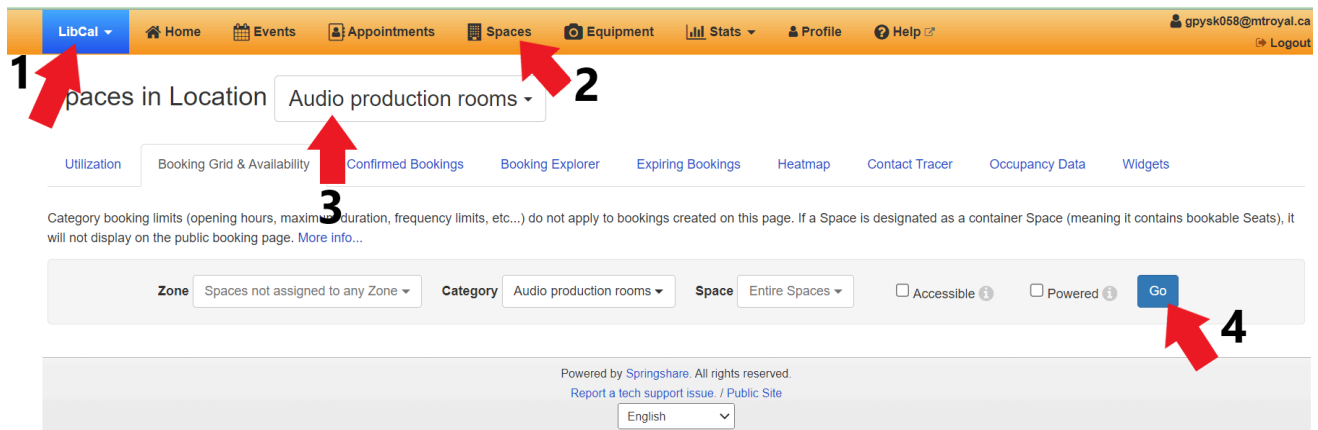 LibCal Home Events Appointments Spaces Equipment Stats Profile Help gpysk058@mtroyal.ca
Logout
1 2
paces in Location Audio production rooms
Utilization Booking Grid & Availability Confirmed Bookings Booking Explorer Expiring Bookings Heatmap Contact Tracer Occupancy Data Widgets
3
Category booking limits (opening hours, maximum duration, frequency limits, etc...) do not apply to bookings created on this page. If a Space is designated as a container Space (meaning it contains bookable Seats), it
will not display on the public booking page. More info...
Zone Spaces not assigned to any Zone Category Audio production rooms Space Entire Spaces Accessible Powered Go
4
Powered by Springshare. All rights reserved.
Report a tech support issue. / Public Site
English